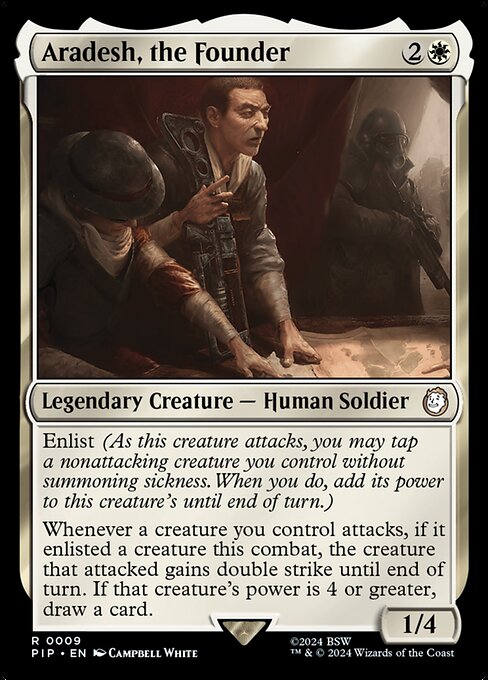 Aradesh, the Founder 2
Legendary Creature — Human Soldier
Enlist (As this creature attacks, you may tap
a nonattacking creature you control without
summoning sickness. When you do, add its power
to this creature's until end of turn.)
Whenever a creature you control attacks, if it
enlisted a creature this combat, the creature
that attacked gains double strike until end of
turn. If that creature's power is 4 or greater,
draw a card.
1/4
R 0009
PIP • EN CAMPBELL WHITE
©2024 BSW
™ & © 2024 Wizards of the Coast